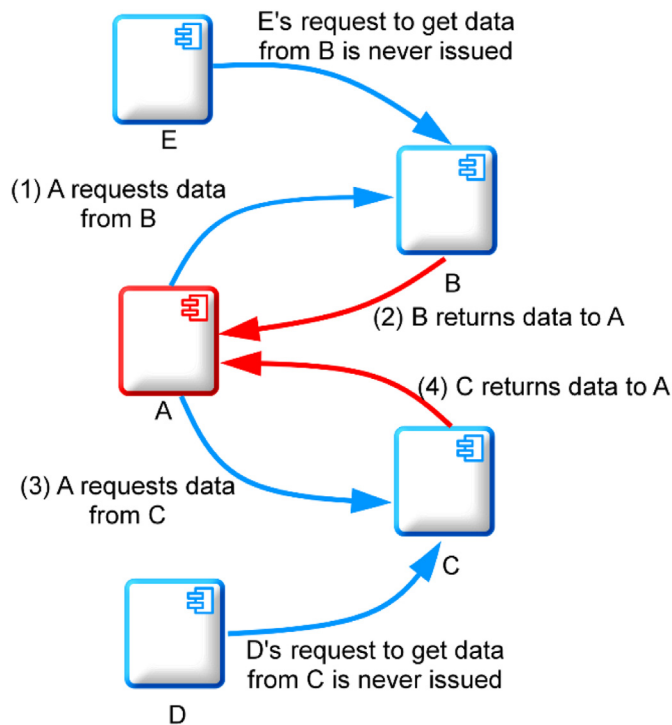 E's request to get data
from B is never issued
E
(1) A requests data
from B
B
(2) B returns data to A
A
(4) C returns data to A
(3) A requests data
from C
C
D's request to get data
from C is never issued
D